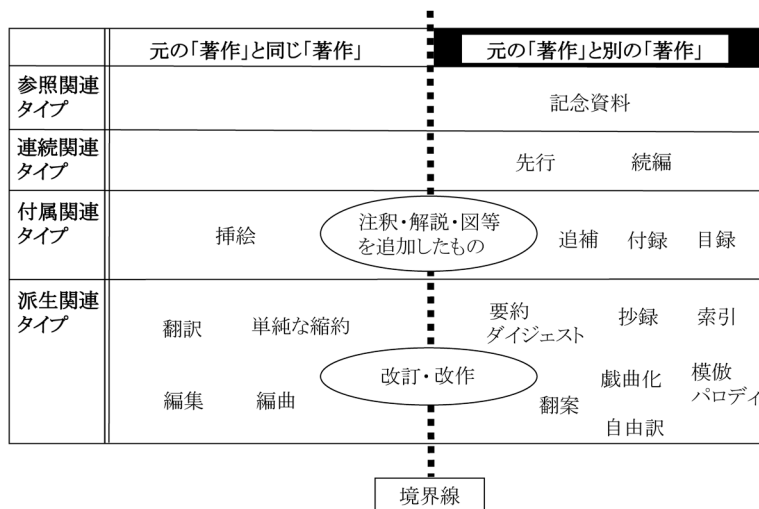 元の「著作」と同じ「著作」
元の「著作」と別の「著作」
参照関連
タイプ
記念資料
連続関連
タイプ
先行
続編
付属関連
タイプ
挿絵
注釈・解説・図等
を追加したもの
追補
付録
目録
派生関連
タイプ
翻訳
単純な縮約
要約
ダイジェスト
抄録
索引
編集
編曲
改訂・改作
翻案
戯曲化
模倣
パロディ
自由訳
境界線